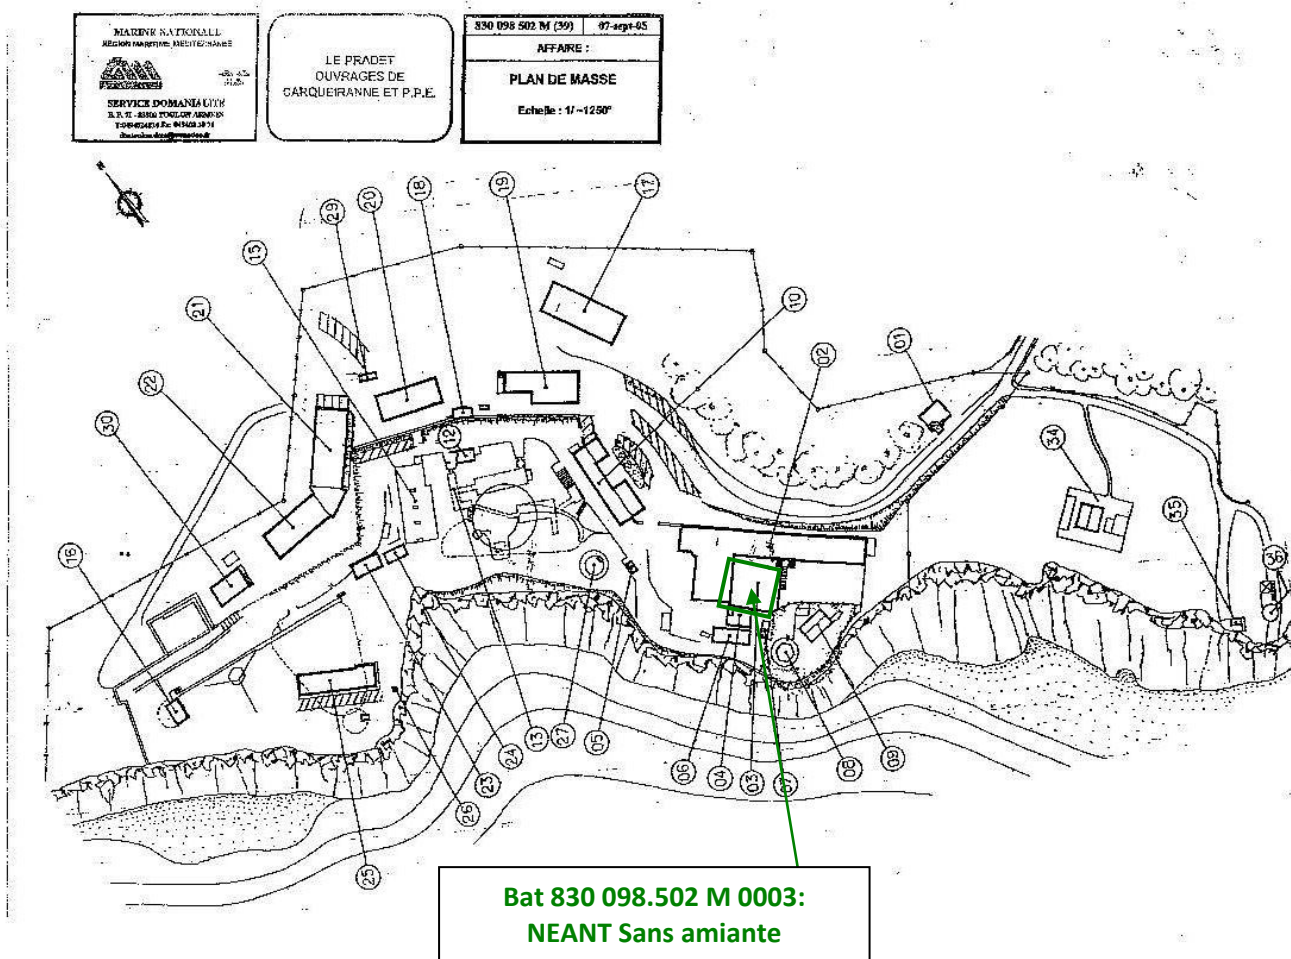 MARINE NATIONALE
REGION MARITIME MEDITERRANEE
SERVICE DOMANIALITE
LE PRADET
OUVRAGES DE
CARQUEIRANNE ET P.P.E.
830 098 502 M (39) 07-sept-05
AFFAIRE :
PLAN DE MASSE
Echelle : 1/~1250°
18
19
17
29
20
15
21
10
01
02
22
30
12
34
35
16
36
24
13
27
05
23
26
25
06
04
03
07
08
09
Bat 830 098.502 M 0003:
NEANT Sans amiante